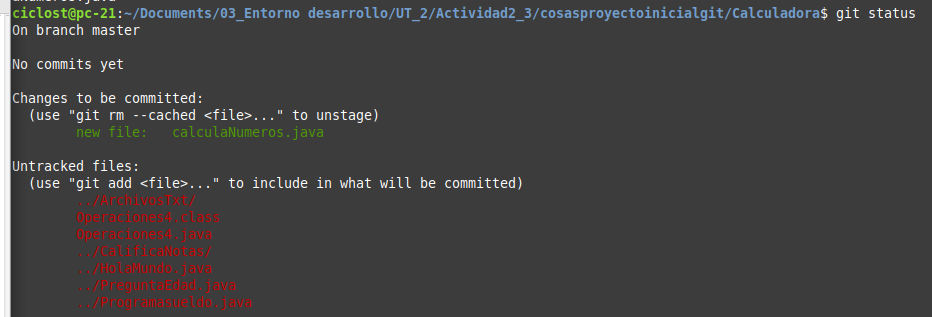 ciclost@pc-21:~/Documents/03_Entorno desarrollo/UT_2/Actividad2_3/cosasproyectoinicialgit/Calculadora$ git status
On branch master
No commits yet
Changes to be committed:
(use "git rm --cached <file>..." to unstage)
new file: calculaNumeros.java
Untracked files:
(use "git add <file>..." to include in what will be committed)
../ArchivosTxt/
Operaciones4.class
Operaciones4.java
../CalificaNotas/
../HolaMundo.java
../PreguntaEdad.java
../Programasueldo.java